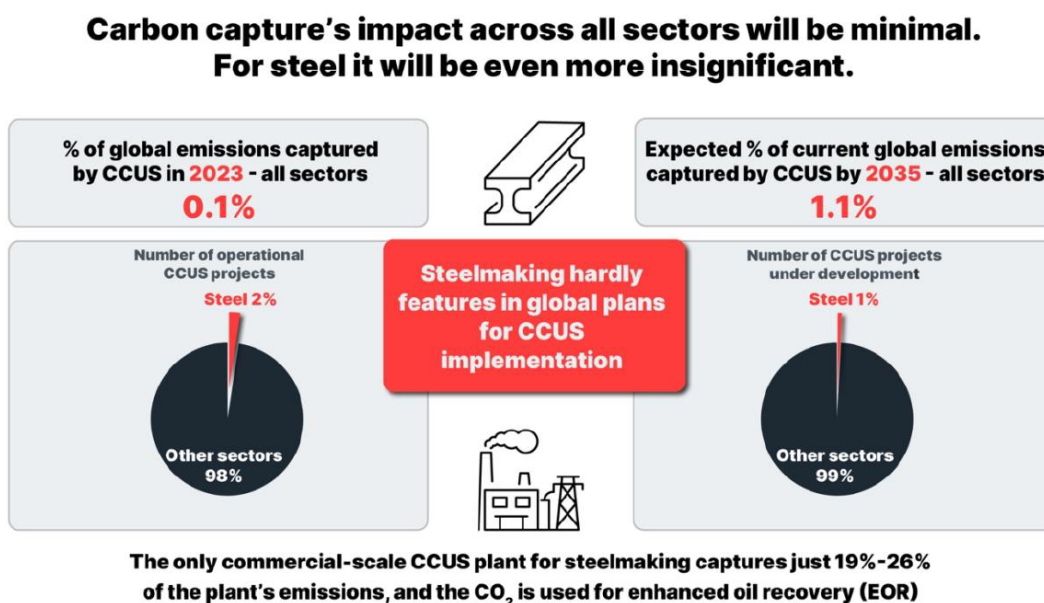 Carbon capture’s impact across all sectors will be minimal.
For steel it will be even more insignificant.
% of global emissions captured
by CCUS in 2023 - all sectors
0.1%
Expected % of current global emissions
captured by CCUS by 2035 - all sectors
1.1%
Number of operational
CCUS projects
Steel 2%
Other sectors
98%
Steelmaking hardly
features in global plans
for CCUS
implementation
Number of CCUS projects
under development
Steel 1%
Other sectors
99%
The only commercial-scale CCUS plant for steelmaking captures just 19%-26%
of the plant’s emissions, and the CO₂ is used for enhanced oil recovery (EOR)